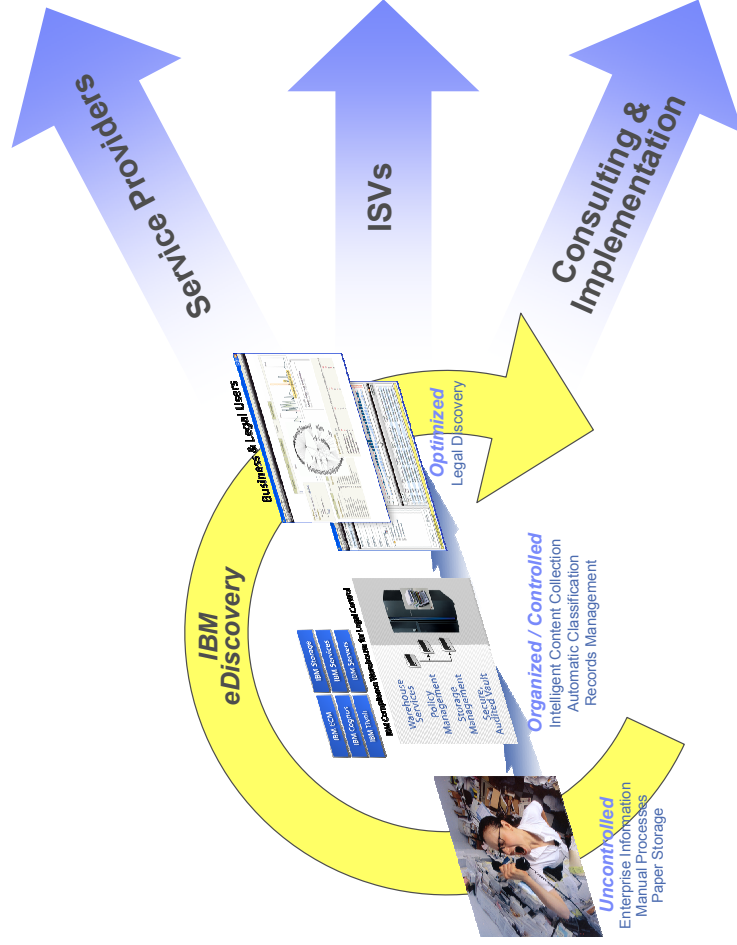 Service Providers
ISVs
Consulting &
Implementation
IBM
eDiscovery
Business & Legal Users
Optimized
Legal Discovery
IBM ECM
IBM Cognos
IBM Tivoli
IBM Storage
IBM Services
IBM Servers
IBM Compliance Warehouse for Legal Control
Warehouse
Services
Policy
Management
Storage
Management
Secure,
Audited Vault
Organized / Controlled
Intelligent Content Collection
Automatic Classification
Records Management
Uncontrolled
Enterprise Information
Manual Processes
Paper Storage